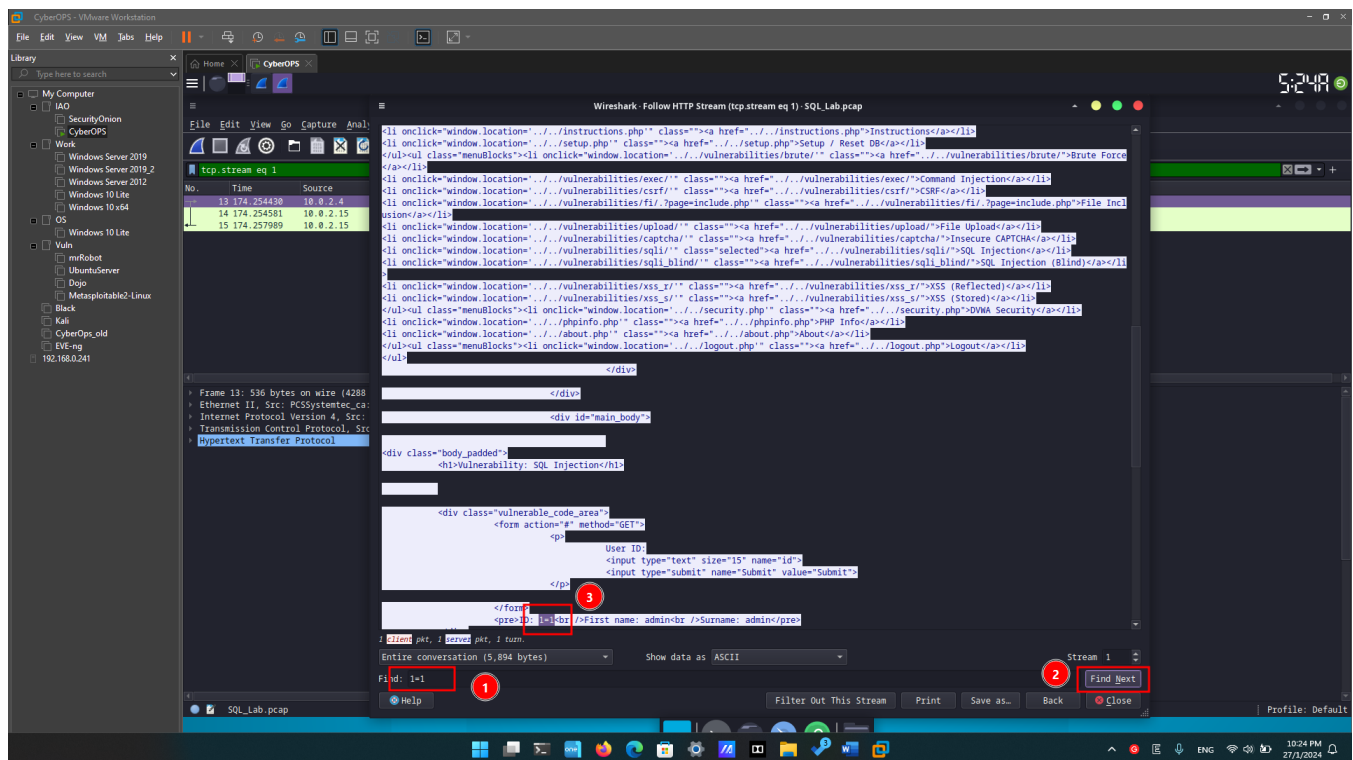 CyberOPS - VMware Workstation
File Edit View VM Tabs Help
Library
Type here to search
My Computer
IAO
SecurityOnion
CyberOPS
Work
Windows Server 2019
Windows Server 2019_2
Windows Server 2012
Windows 10 Lite
Windows 10 x64
OS
Windows 10 Lite
Vuln
mrRobot
UbuntuServer
Dojo
Metasploitable2-Linux
Black
Kali
CyberOps_old
EVE-ng
192.168.0.241
Home
CyberOPS
5:24A
File Edit View Go Capture Anal
tcp.stream eq 1
No. Time Source
13 174.254430 10.0.2.4
14 174.254581 10.0.2.15
15 174.257989 10.0.2.15
Frame 13: 536 bytes on wire (4288
Ethernet II, Src: PCSSystemtec_ca:
Internet Protocol Version 4, Src:
Transmission Control Protocol, Src
Hypertext Transfer Protocol
SQL_Lab.pcap
Profile: Default
Wireshark · Follow HTTP Stream (tcp.stream eq 1) · SQL_Lab.pcap
<li onclick="window.location='../../instructions.php'" class=""><a href="../../instructions.php">Instructions</a></li>
<li onclick="window.location='../../setup.php'" class=""><a href="../../setup.php">Setup / Reset DB</a></li>
</ul><ul class="menuBlocks"><li onclick="window.location='../../vulnerabilities/brute/'" class=""><a href="../../vulnerabilities/brute/">Brute Force
</a></li>
<li onclick="window.location='../../vulnerabilities/exec/'" class=""><a href="../../vulnerabilities/exec/">Command Injection</a></li>
<li onclick="window.location='../../vulnerabilities/csrf/'" class=""><a href="../../vulnerabilities/csrf/">CSRF</a></li>
<li onclick="window.location='../../vulnerabilities/fi/.?page=include.php'" class=""><a href="../../vulnerabilities/fi/.?page=include.php">File Incl
usion</a></li>
<li onclick="window.location='../../vulnerabilities/upload/'" class=""><a href="../../vulnerabilities/upload/">File Upload</a></li>
<li onclick="window.location='../../vulnerabilities/captcha/'" class=""><a href="../../vulnerabilities/captcha/">Insecure CAPTCHA</a></li>
<li onclick="window.location='../../vulnerabilities/sqli/'" class="selected"><a href="../../vulnerabilities/sqli/">SQL Injection</a></li>
<li onclick="window.location='../../vulnerabilities/sqli_blind/'" class=""><a href="../../vulnerabilities/sqli_blind/">SQL Injection (Blind)</a></li
>
<li onclick="window.location='../../vulnerabilities/xss_r/'" class=""><a href="../../vulnerabilities/xss_r/">XSS (Reflected)</a></li>
<li onclick="window.location='../../vulnerabilities/xss_s/'" class=""><a href="../../vulnerabilities/xss_s/">XSS (Stored)</a></li>
</ul><ul class="menuBlocks"><li onclick="window.location='../../security.php'" class=""><a href="../../security.php">DVWA Security</a></li>
<li onclick="window.location='../../phpinfo.php'" class=""><a href="../../phpinfo.php">PHP Info</a></li>
<li onclick="window.location='../../about.php'" class=""><a href="../../about.php">About</a></li>
</ul><ul class="menuBlocks"><li onclick="window.location='../../logout.php'" class=""><a href="../../logout.php">Logout</a></li>
</ul>
</div>
</div>
<div id="main_body">
<div class="body_padded">
<h1>Vulnerability: SQL Injection</h1>
<div class="vulnerable_code_area">
<form action="#" method="GET">
<p>
User ID:
<input type="text" size="15" name="id">
<input type="submit" name="Submit" value="Submit">
</p>
3
</form>
<pre>ID: 1=1<br />First name: admin<br />Surname: admin</pre>
1 client pkt, 1 server pkt, 1 turn.
Entire conversation (5,894 bytes) Show data as ASCII Stream 1
Find: 1=1
1
2
Find Next
Help Filter Out This Stream Print Save as… Back Close
ENG
10:24 PM
27/1/2024